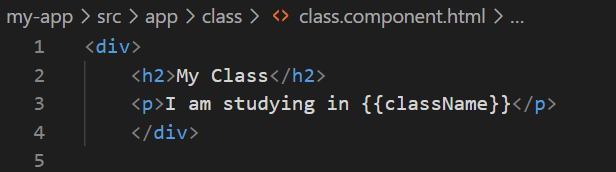 my-app > src > app > class > <> class.component.html > ...
1 <div>
2 <h2>My Class</h2>
3 <p>I am studying in {{className}}</p>
4 </div>
5